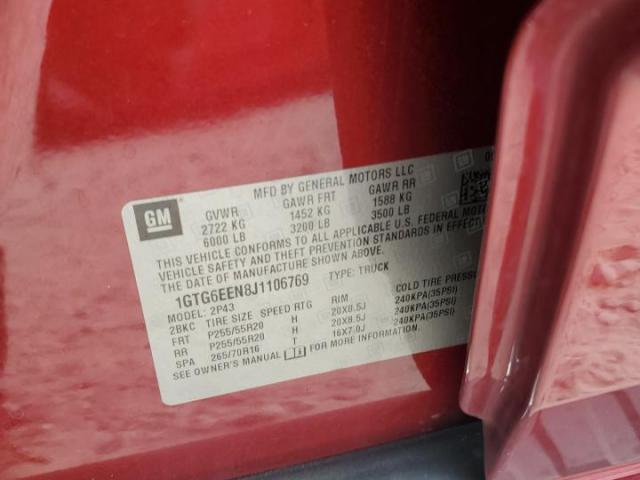 GM
MFD BY GENERAL MOTORS LLC
GVWR GAWR FRT GAWR RR
2722 KG 1452 KG 1588 KG
6000 LB 3200 LB 3500 LB
THIS VEHICLE CONFORMS TO ALL APPLICABLE U.S. FEDERAL MOTOR
VEHICLE SAFETY AND THEFT PREVENTION STANDARDS IN EFFECT
ON THE DATE OF MANUFACTURE SHOWN ABOVE.
1GTG6EEN8J1106769 TYPE: TRUCK
MODEL: 2P43
2BKC TIRE SIZE SPEED RTG RIM COLD TIRE PRESSU
FRT P255/55R20 H 20X8.5J 240KPA(35PSI)
RR P255/55R20 H 20X8.5J 240KPA(35PSI)
SPA 265/70R16 T 16X7.0J 240KPA(35PSI)
SEE OWNER'S MANUAL FOR MORE INFORMATION.